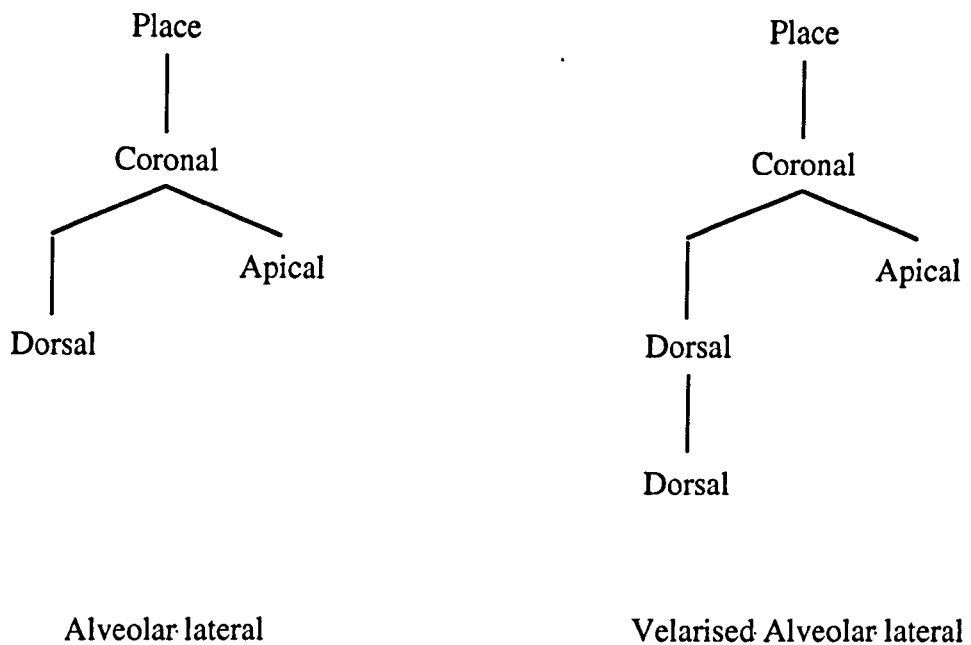 Place
Coronal
Apical
Dorsal
Alveolar lateral
Place
Coronal
Apical
Dorsal
Dorsal
Velarised Alveolar lateral